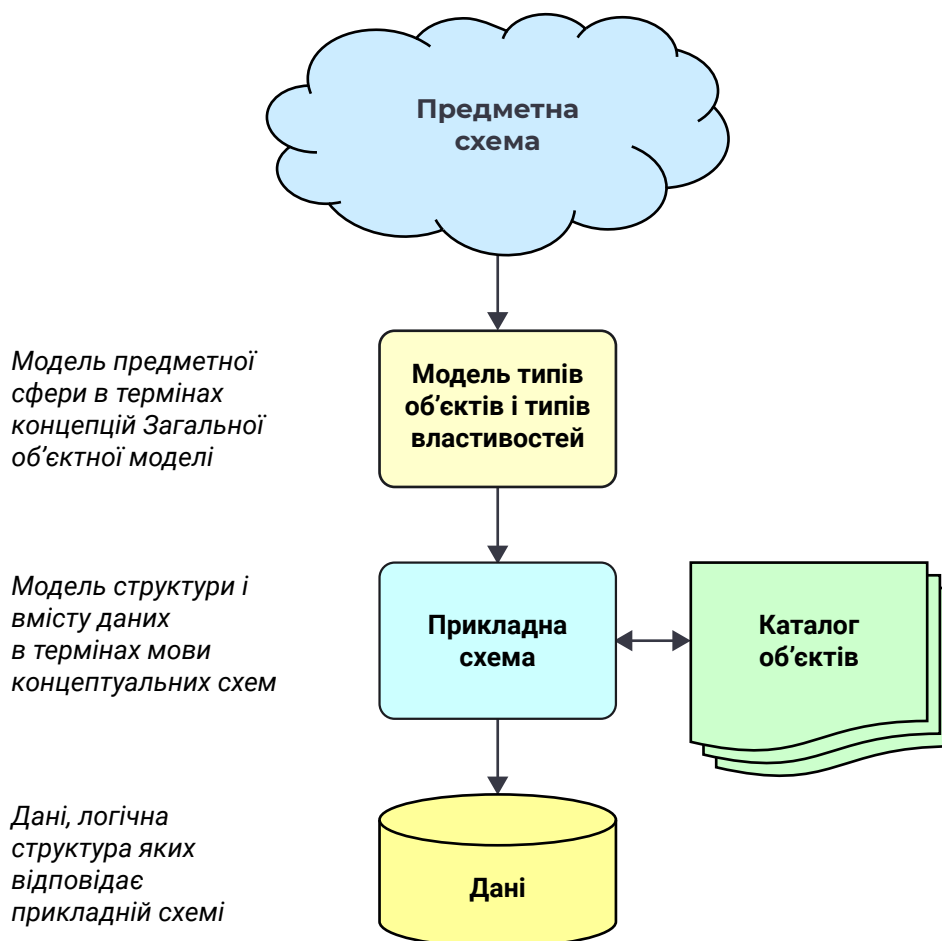 Предметна
схема
Модель предметної
сфери в термінах
концепцій Загальної
об’єктної моделі
Модель типів
об’єктів і типів
властивостей
Модель структури і
вмісту даних
в термінах мови
концептуальних схем
Прикладна
схема
Каталог
об’єктів
Дані, логічна
структура яких
відповідає
прикладній схемі
Дані